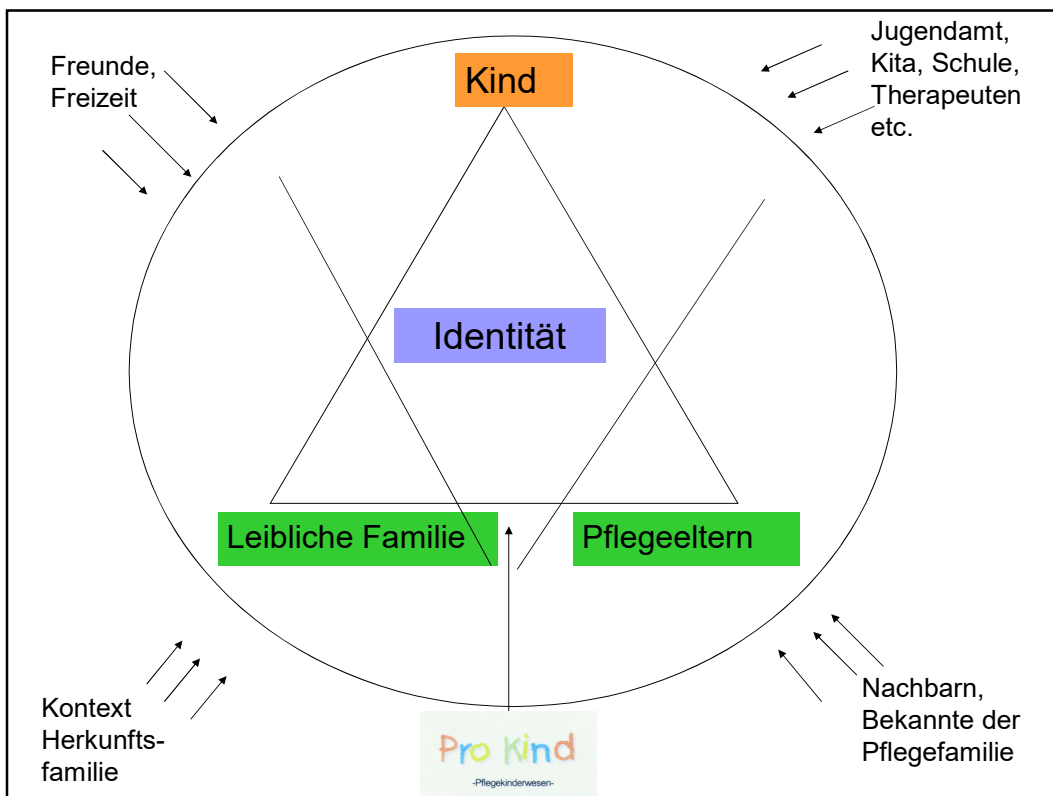 Freunde,
Freizeit
Kind
Jugendamt,
Kita, Schule,
Therapeuten
etc.
Identität
Leibliche Familie
Pflegeeltern
Kontext
Herkunfts-
familie
Pro Kind
-Pflegekinderwesen-
Nachbarn,
Bekannte der
Pflegefamilie